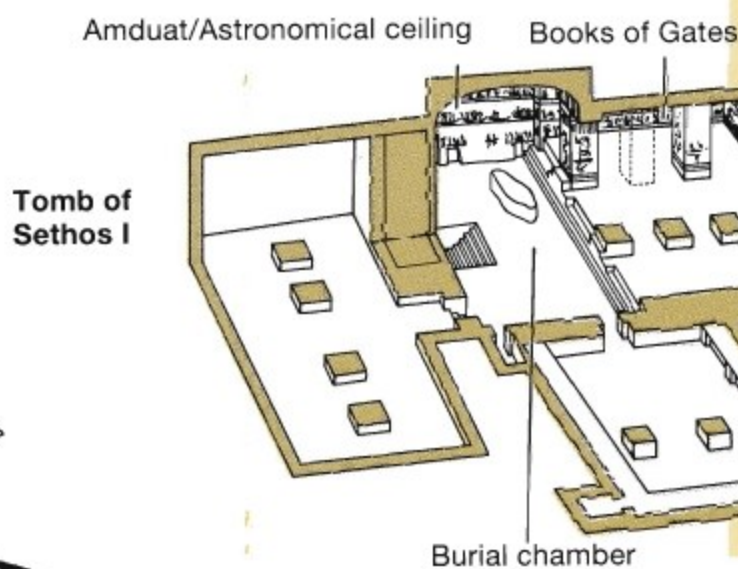 Amduat/Astronomical ceiling
Books of Gates
Tomb of
Sethos I
Burial chamber